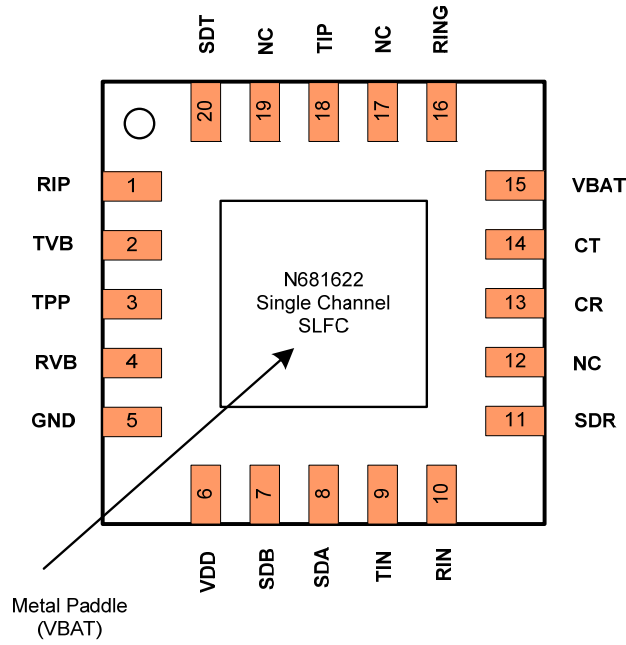 SDT
NC
TIP
NC
RING
20
19
18
17
16
RIP 1
15 VBAT
TVB 2
14 CT
TPP 3
13 CR
RVB 4
12 NC
GND 5
11 SDR
N681622
Single Channel
SLFC
6
7
8
9
10
VDD
SDB
SDA
TIN
RIN
Metal Paddle
(VBAT)